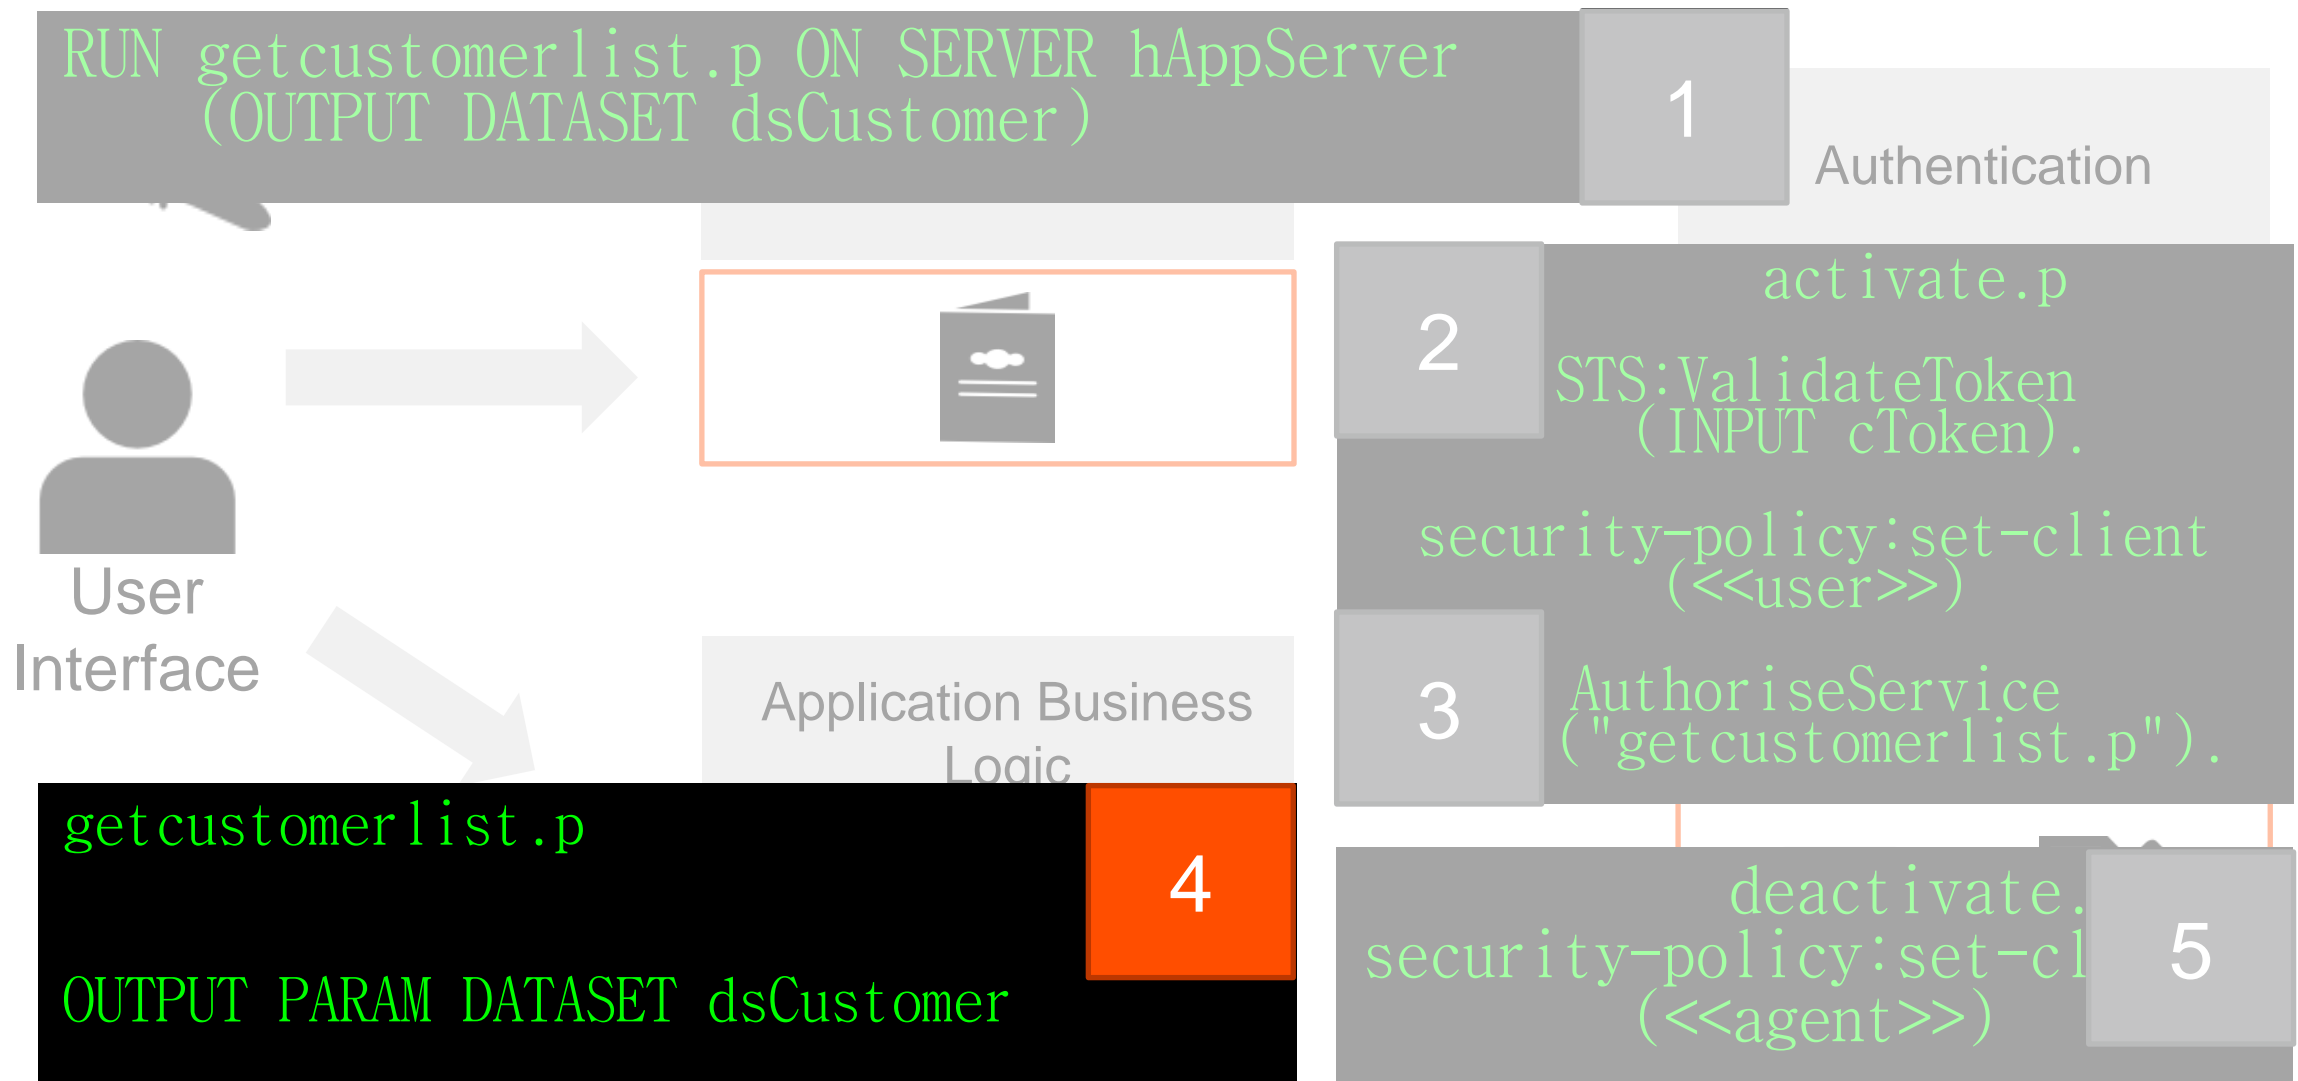 RUN getcustomerlist.p ON SERVER hAppServer
(OUTPUT DATASET dsCustomer)
1
Authentication
2
activate.p
STS:ValidateToken
(INPUT cToken).
security-policy:set-client
(<<user>>)
User
Interface
3
AuthoriseService
("getcustomerlist.p").
Application Business
Logic
getcustomerlist.p
4
OUTPUT PARAM DATASET dsCustomer
deactivate.
security-policy:set-cl
(<<agent>>)
5